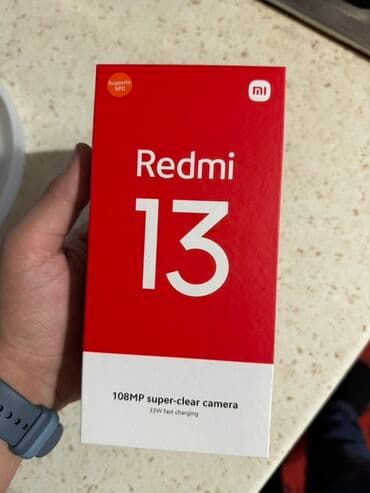 Supports
NFC
mi
Redmi
13
108MP super-clear camera
33W fast charging